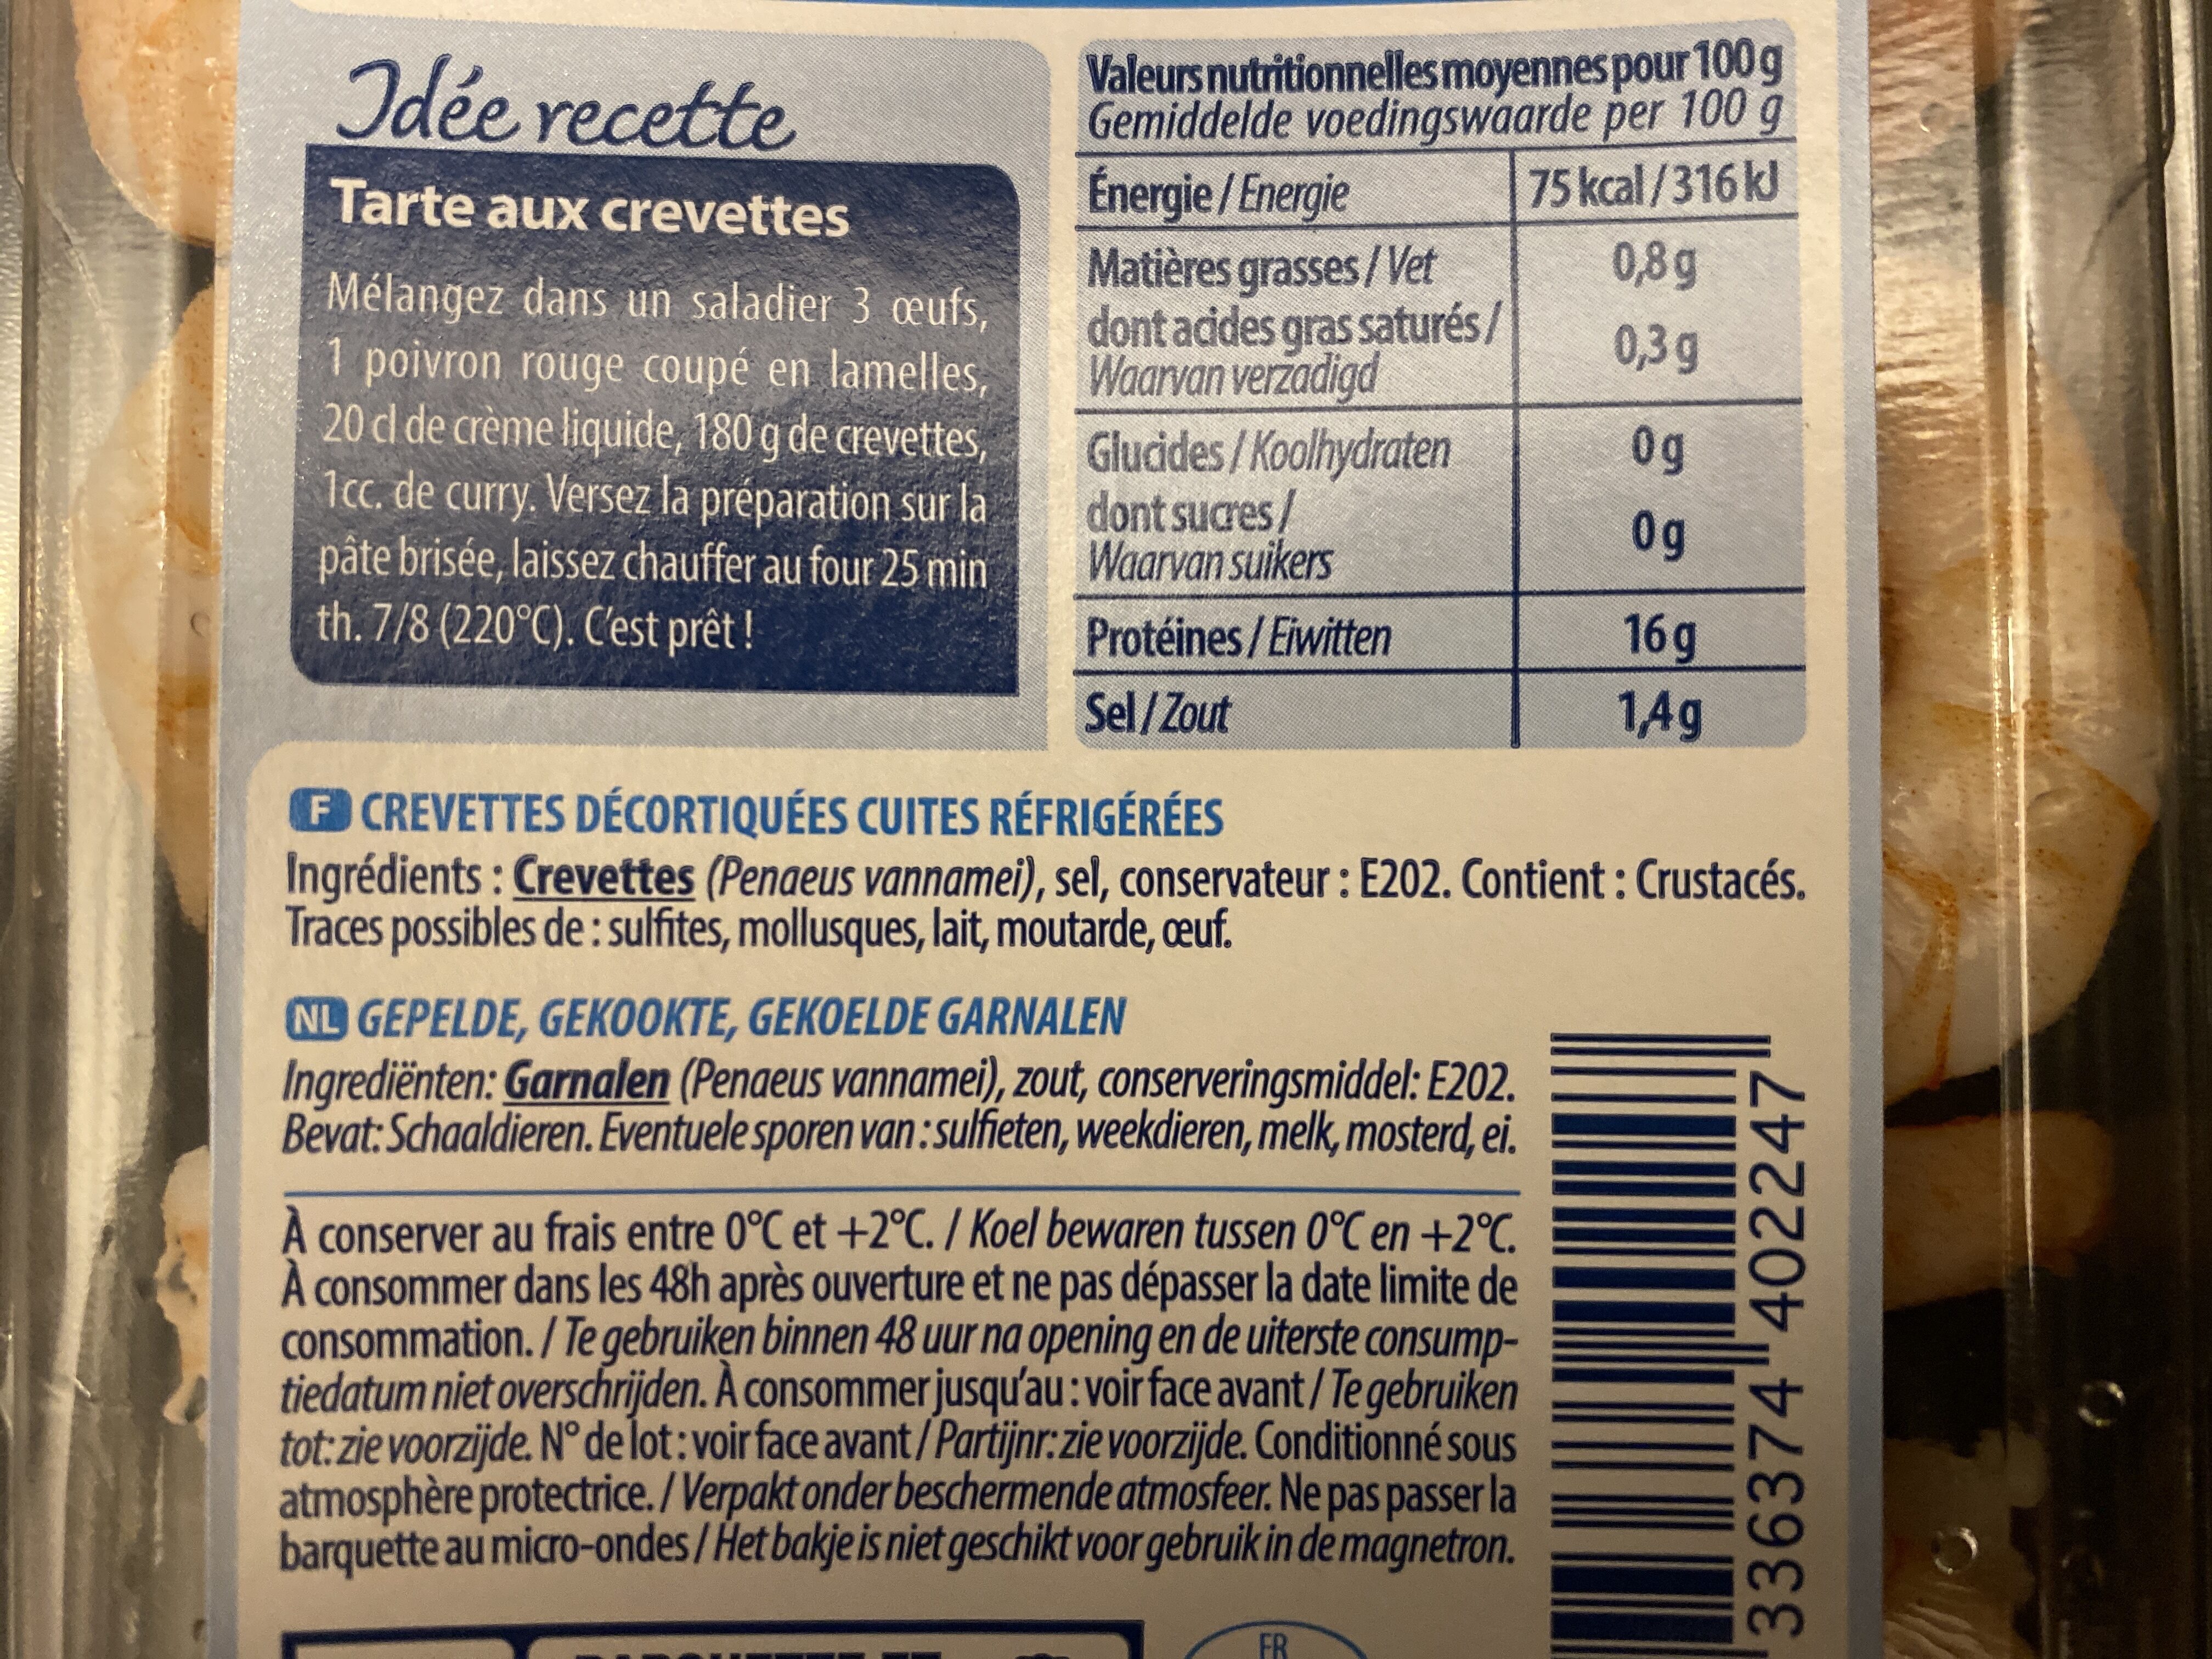 Idée recette
Tarte aux crevettes
Mélangez dans un saladier 3 œufs,
1 poivron rouge coupé en lamelles,
20 cl de crème liquide, 180 g de crevettes,
1cc. de curry. Versez la préparation sur la
pâte brisée, laissez chauffer au four 25 min
th. 7/8 (220°C). C'est prêt !
Valeurs nutritionnelles moyennes pour 100 g
Gemiddelde voedingswaarde per 100 g
Énergie / Energie 75 kcal / 316 kJ
Matières grasses / Vet 0,8 g
dont acides gras saturés /
Waarvan verzadigd 0,3 g
Glucides / Koolhydraten 0 g
dont sucres /
Waarvan suikers 0 g
Protéines / Eiwitten 16 g
Sel / Zout 1,4 g
F CREVETTES DÉCORTIQUÉES CUITES RÉFRIGÉRÉES
Ingrédients : Crevettes (Penaeus vannamei), sel, conservateur : E202. Contient : Crustacés.
Traces possibles de : sulfites, mollusques, lait, moutarde, œuf.
NL GEPELDE, GEKOOKTE, GEKOELDE GARNALEN
Ingrediënten: Garnalen (Penaeus vannamei), zout, conserveringsmiddel: E202.
Bevat: Schaaldieren. Eventuele sporen van : sulfieten, weekdieren, melk, mosterd, ei.
À conserver au frais entre 0°C et +2°C. / Koel bewaren tussen 0°C en +2°C.
À consommer dans les 48h après ouverture et ne pas dépasser la date limite de
consommation. / Te gebruiken binnen 48 uur na opening en de uiterste consump-
tiedatum niet overschrijden. À consommer jusqu'au : voir face avant / Te gebruiken
tot: zie voorzijde. N° de lot : voir face avant / Partijnr: zie voorzijde. Conditionné sous
atmosphère protectrice. / Verpakt onder beschermende atmosfeer. Ne pas passer la
barquette au micro-ondes / Het bakje is niet geschikt voor gebruik in de magnetron.
3363374 402247
FR